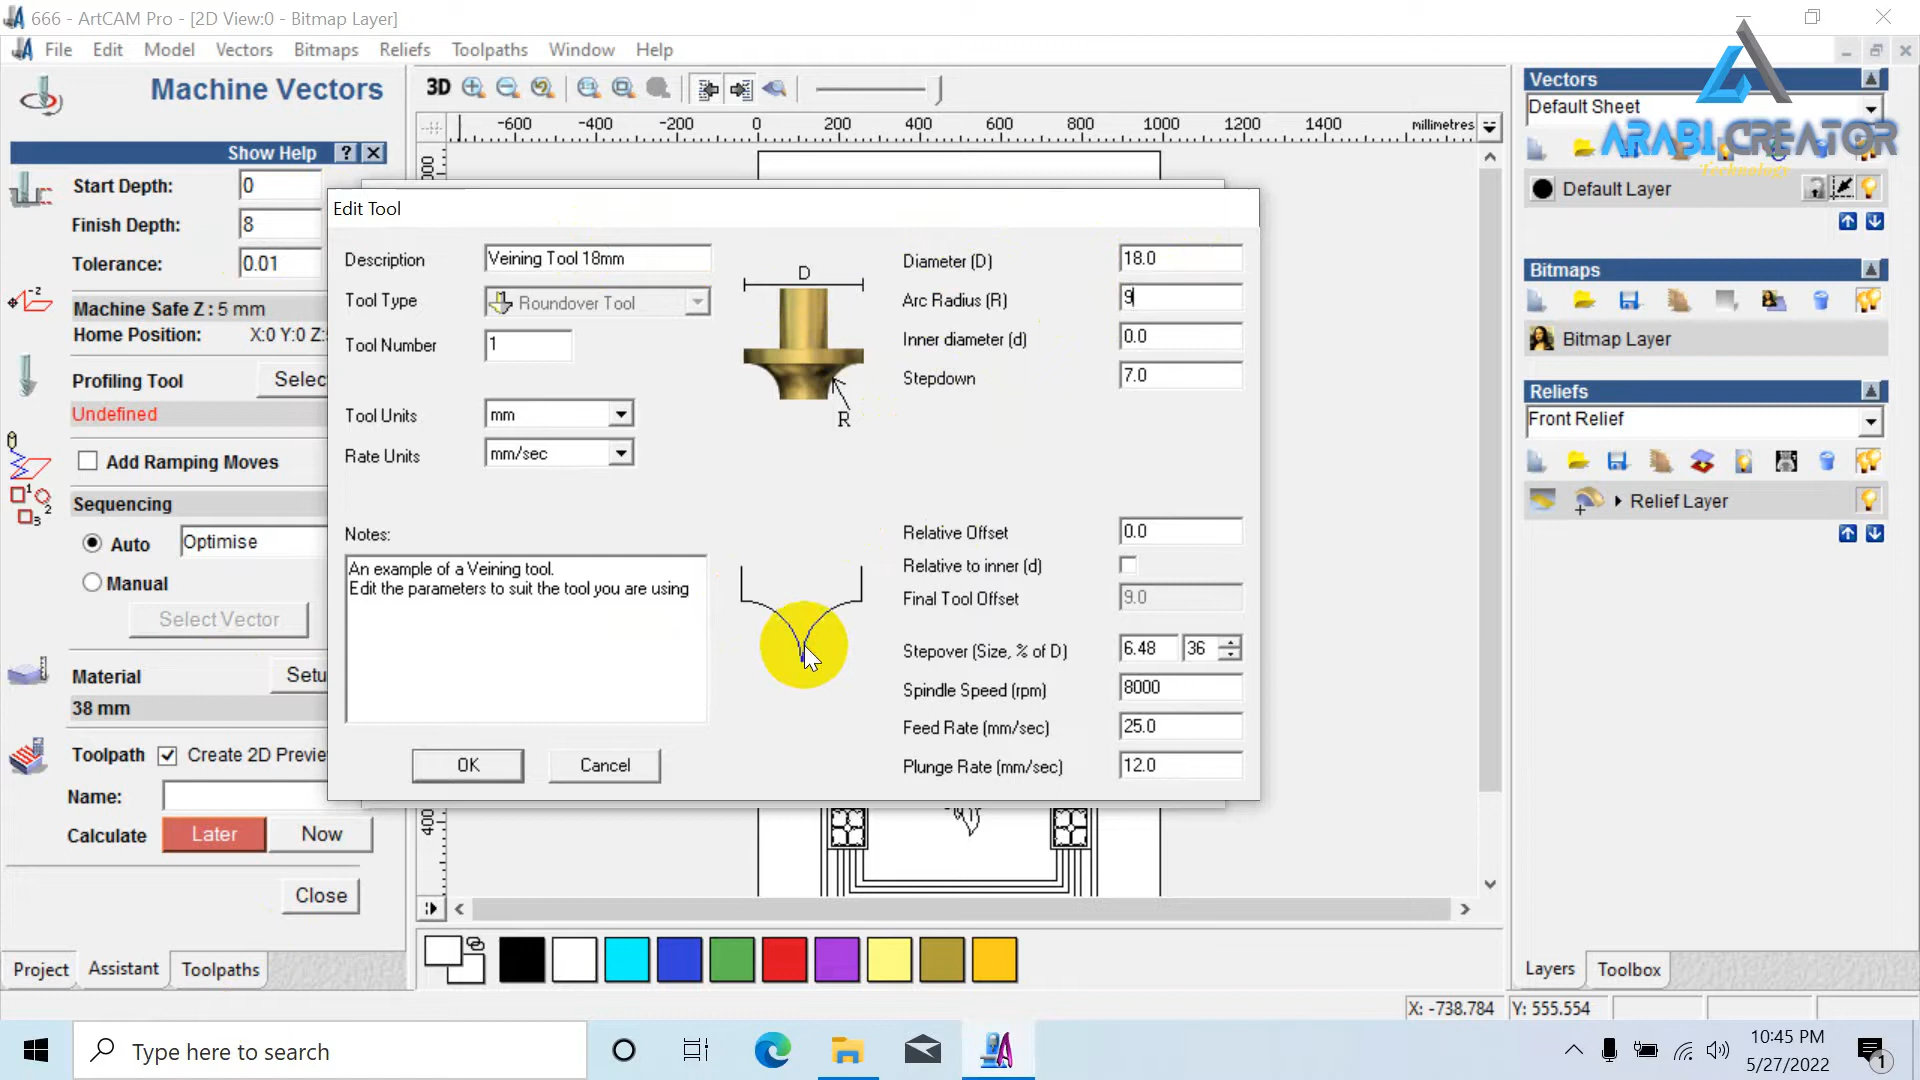 666 - ArtCAM Pro - [2D View:0 - Bitmap Layer]
File Edit Model Vectors Bitmaps Reliefs Toolpaths Window Help
Machine Vectors
Show Help ?
Start Depth: 0
Finish Depth: 8
Tolerance: 0.01
Machine Safe Z : 5 mm
Home Position: X:0 Y:0 Z:
Profiling Tool Selec
Undefined
Add Ramping Moves
Sequencing
Auto Optimise
Manual
Select Vector
Material Setu
38 mm
Toolpath Create 2D Previe
Name:
Calculate Later Now
Close
Project Assistant Toolpaths
3D
-600 -400 -200 0 200 400 600 800 1000 1200 1400 millimetres
400
Edit Tool
Description Veining Tool 18mm
Tool Type Roundover Tool
Tool Number 1
Tool Units mm
Rate Units mm/sec
Notes:
An example of a Veining tool.
Edit the parameters to suit the tool you are using
OK Cancel
D
R
Diameter (D) 18.0
Arc Radius (R) 9
Inner diameter (d) 0.0
Stepdown 7.0
Relative Offset 0.0
Relative to inner (d)
Final Tool Offset 9.0
Stepover (Size, % of D) 6.48 36
Spindle Speed (rpm) 8000
Feed Rate (mm/sec) 25.0
Plunge Rate (mm/sec) 12.0
Vectors
Default Sheet
ARABI CREATOR
Technology
Default Layer
Bitmaps
Bitmap Layer
Reliefs
Front Relief
Relief Layer
Layers Toolbox
X: -738.784 Y: 555.554
Type here to search
10:45 PM
5/27/2022
1